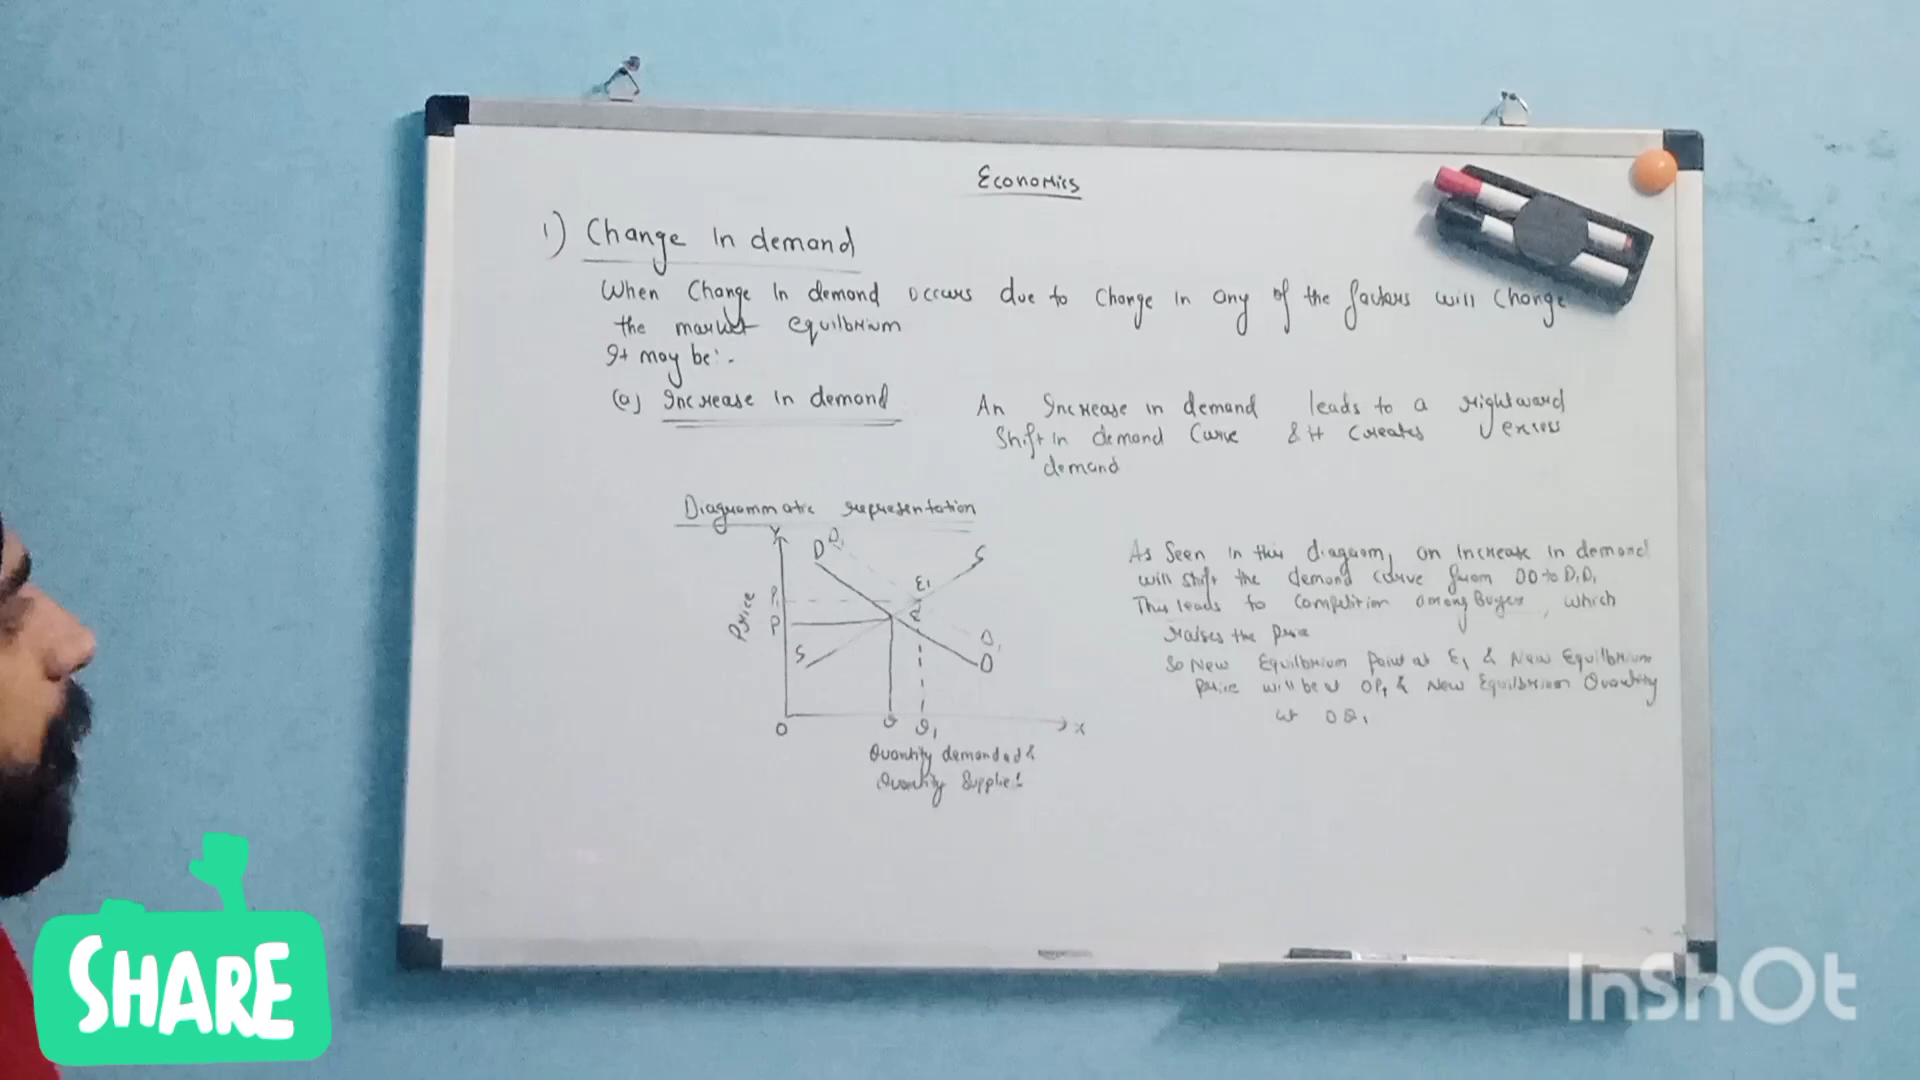 Economics
1) Change in demand
When Change In demand occurs due to change in any of the factors will change
the market equilbrium
It may be:-
(a) Increase in demand
An Increase in demand leads to a rightward
Shift in demand Curve & it creates excess
demand
Diagrammatic representation
Y
D D1
S
E1
E
P1
P
Price
S
D1
D
O
Q
Q1
X
Quantity demanded &
Quantity Supplied
As Seen in this diagram, an increase in demand
will shift the demand curve from DD to D1D1
This leads to Competition among Buyers, which
raises the price
So New Equilbrium point at E1 & New Equilbrium
price will be at OP1 & New Equilbrium Quantity
at OQ1
SHARE
InShOt